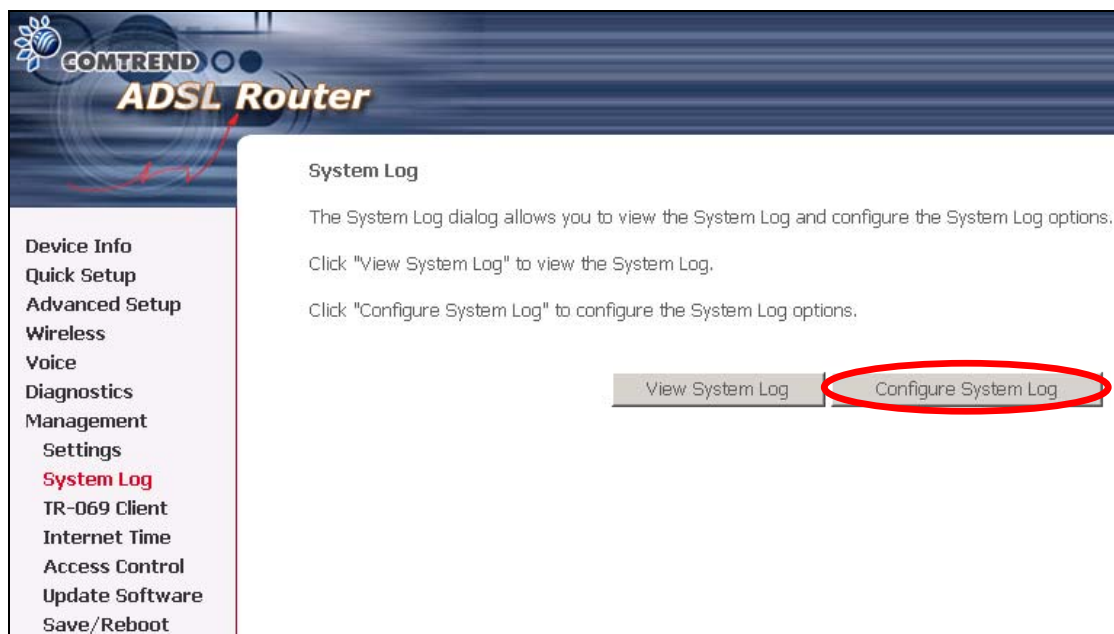 COMTREND
ADSL Router
System Log
The System Log dialog allows you to view the System Log and configure the System Log options.
Click "View System Log" to view the System Log.
Click "Configure System Log" to configure the System Log options.
View System Log
Configure System Log
Device Info
Quick Setup
Advanced Setup
Wireless
Voice
Diagnostics
Management
Settings
System Log
TR-069 Client
Internet Time
Access Control
Update Software
Save/Reboot